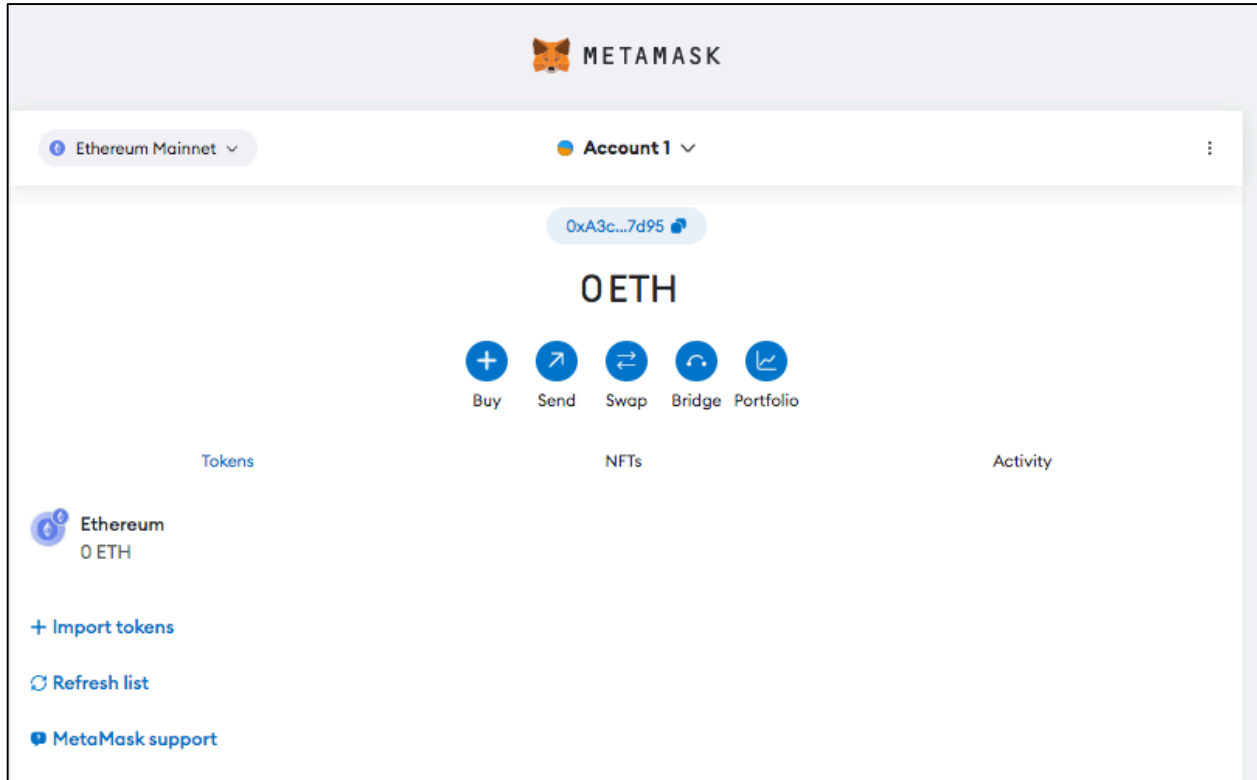 METAMASK
Ethereum Mainnet
Account 1
0xA3c...7d95
0 ETH
Buy Send Swap Bridge Portfolio
Tokens NFTs Activity
Ethereum
0 ETH
+ Import tokens
Refresh list
MetaMask support